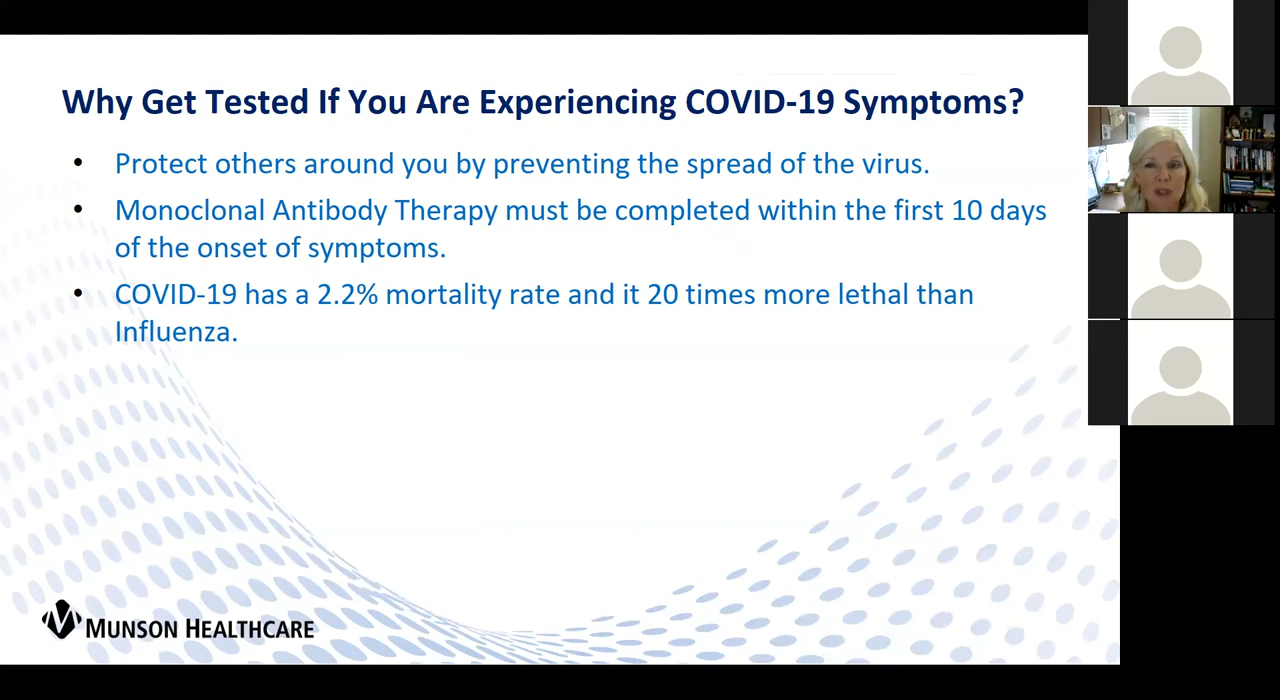 Why Get Tested If You Are Experiencing COVID-19 Symptoms?
• Protect others around you by preventing the spread of the virus.
• Monoclonal Antibody Therapy must be completed within the first 10 days
of the onset of symptoms.
• COVID-19 has a 2.2% mortality rate and it 20 times more lethal than
Influenza.
MUNSON HEALTHCARE